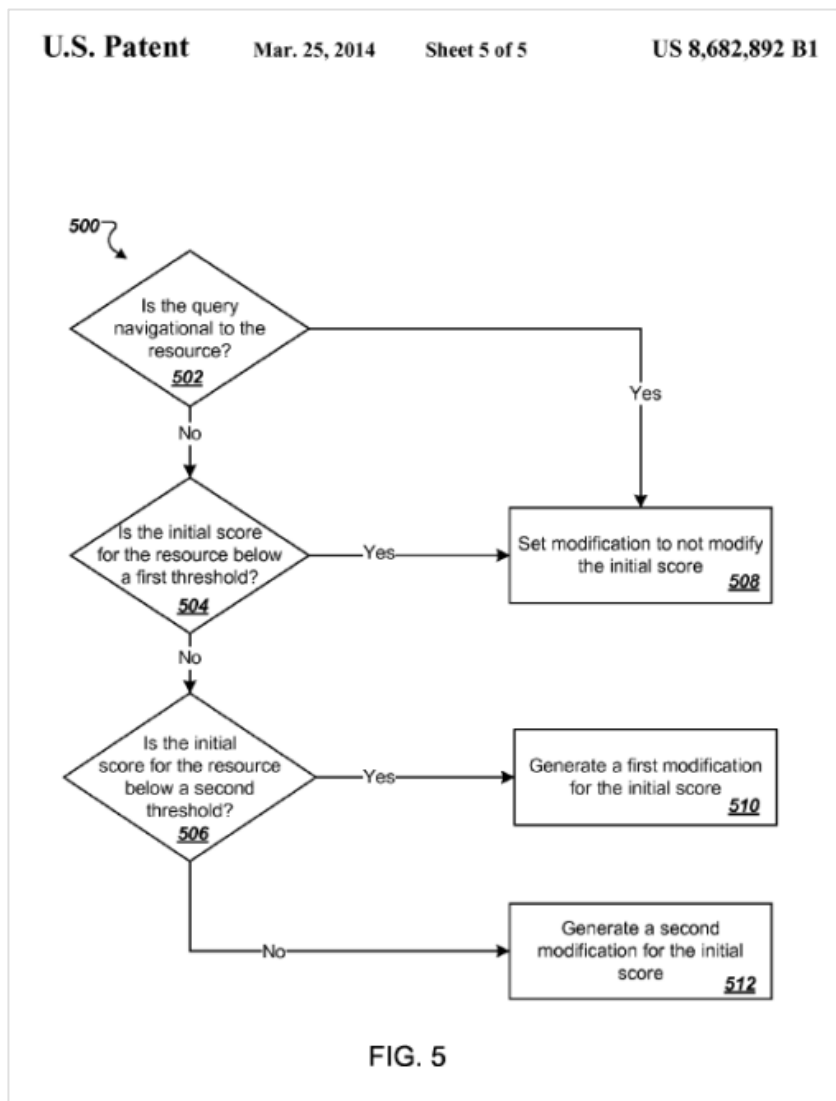 U.S. Patent Mar. 25, 2014 Sheet 5 of 5 US 8,682,892 B1
500
Is the query
navigational to the
resource?
502
Yes
No
Is the initial score
for the resource below
a first threshold?
504
Yes
Set modification to not modify
the initial score
508
No
Is the initial
score for the resource
below a second
threshold?
506
Yes
Generate a first modification
for the initial score
510
No
Generate a second
modification for the initial
score
512
FIG. 5